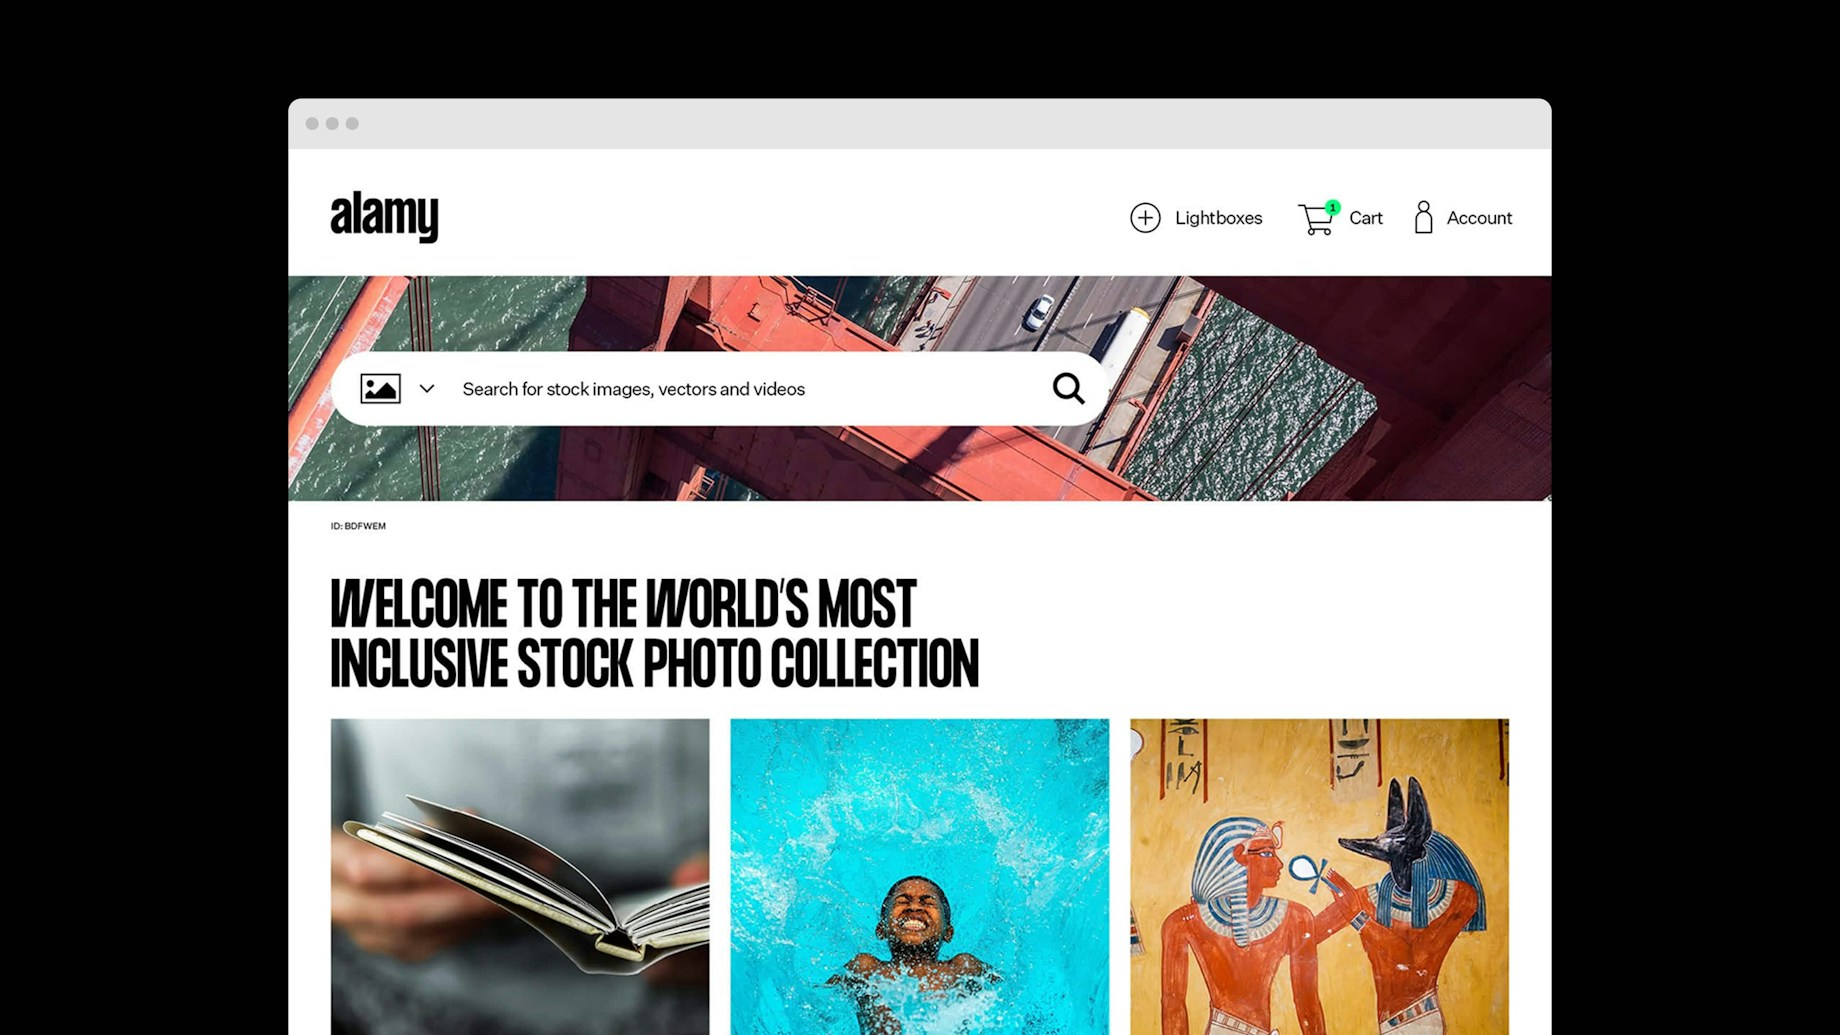 alamy
Lightboxes
1
Cart
Account
Search for stock images, vectors and videos
ID: BDFWEM
WELCOME TO THE WORLD'S MOST
INCLUSIVE STOCK PHOTO COLLECTION